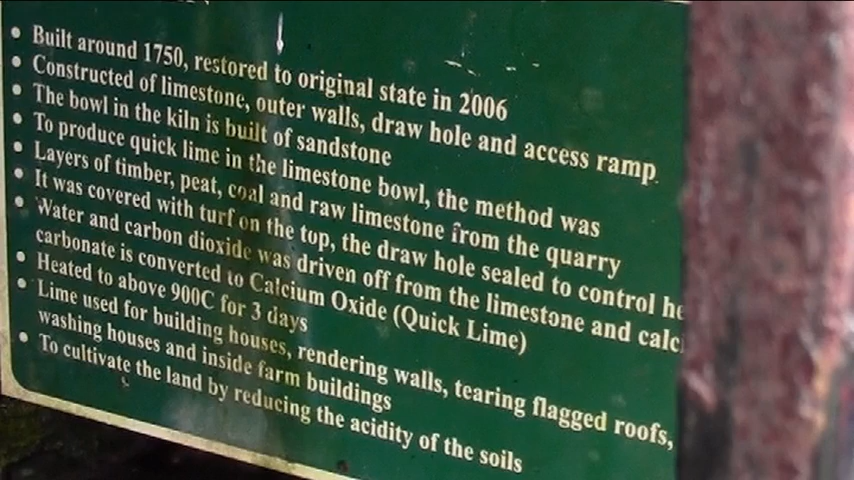 • Built around 1750, restored to original state in 2006
• Constructed of limestone, outer walls, draw hole and access ramp
• The bowl in the kiln is built of sandstone
• To produce quick lime in the limestone bowl, the method was
• Layers of timber, peat, coal and raw limestone from the quarry
• It was covered with turf on the top, the draw hole sealed to control
• Water and carbon dioxide was driven off from the limestone and
carbonate is converted to Calcium Oxide (Quick Lime)
• Heated to above 900C for 3 days
• Lime used for building houses, rendering walls, tearing flagged roofs,
washing houses and inside farm buildings
• To cultivate the land by reducing the acidity of the soils